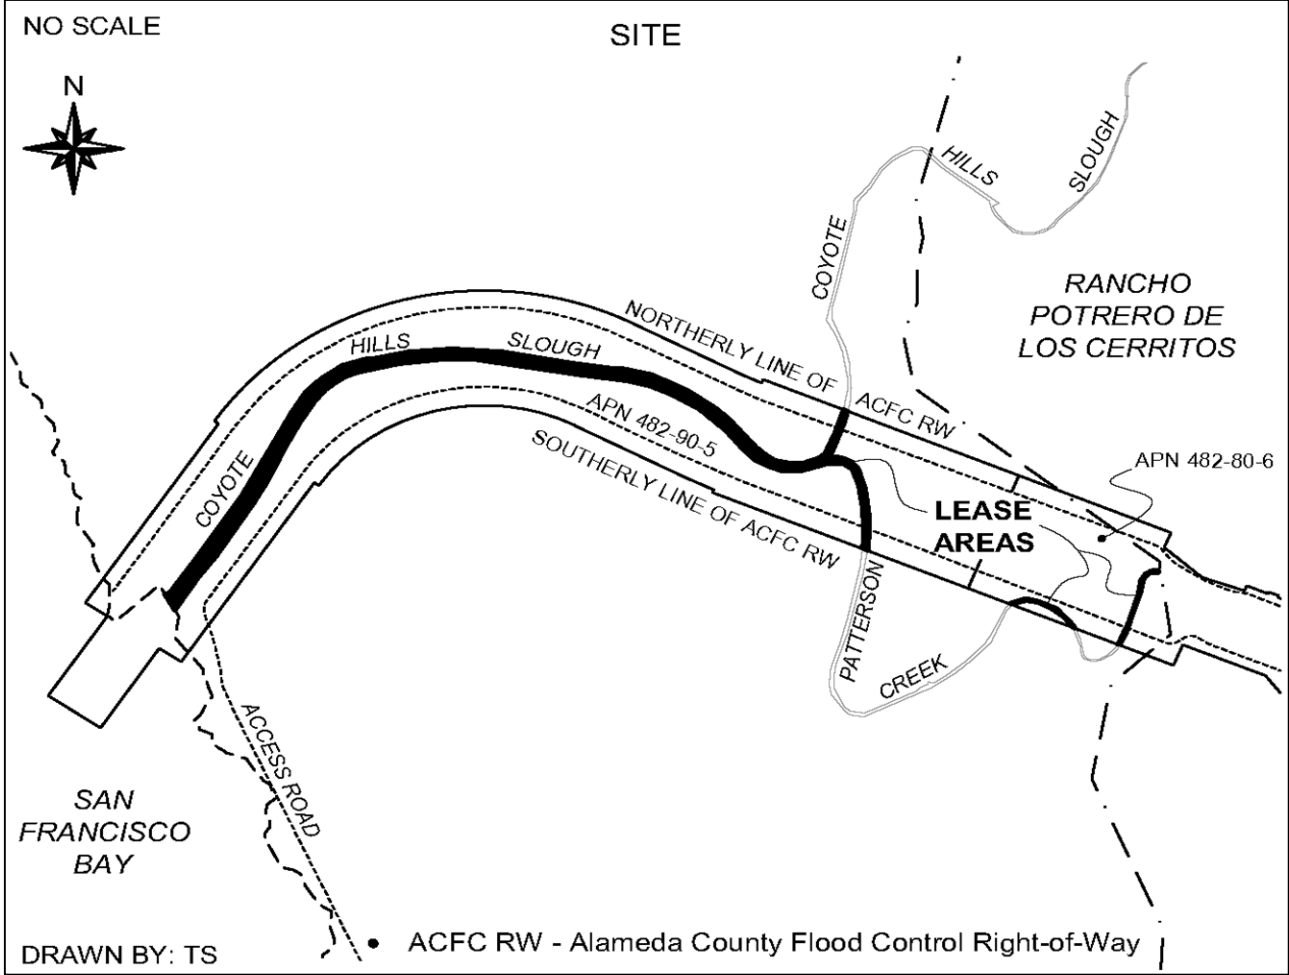 NO SCALE
SITE
N
HILLS
SLOUGH
COYOTE
RANCHO
POTRERO DE
LOS CERRITOS
NORTHERLY LINE OF ACFC RW
HILLS
SLOUGH
COYOTE
APN 482-90-5
SOUTHERLY LINE OF ACFC RW
APN 482-80-6
LEASE
AREAS
PATTERSON
CREEK
ACCESS ROAD
SAN
FRANCISCO
BAY
• ACFC RW - Alameda County Flood Control Right-of-Way
DRAWN BY: TS